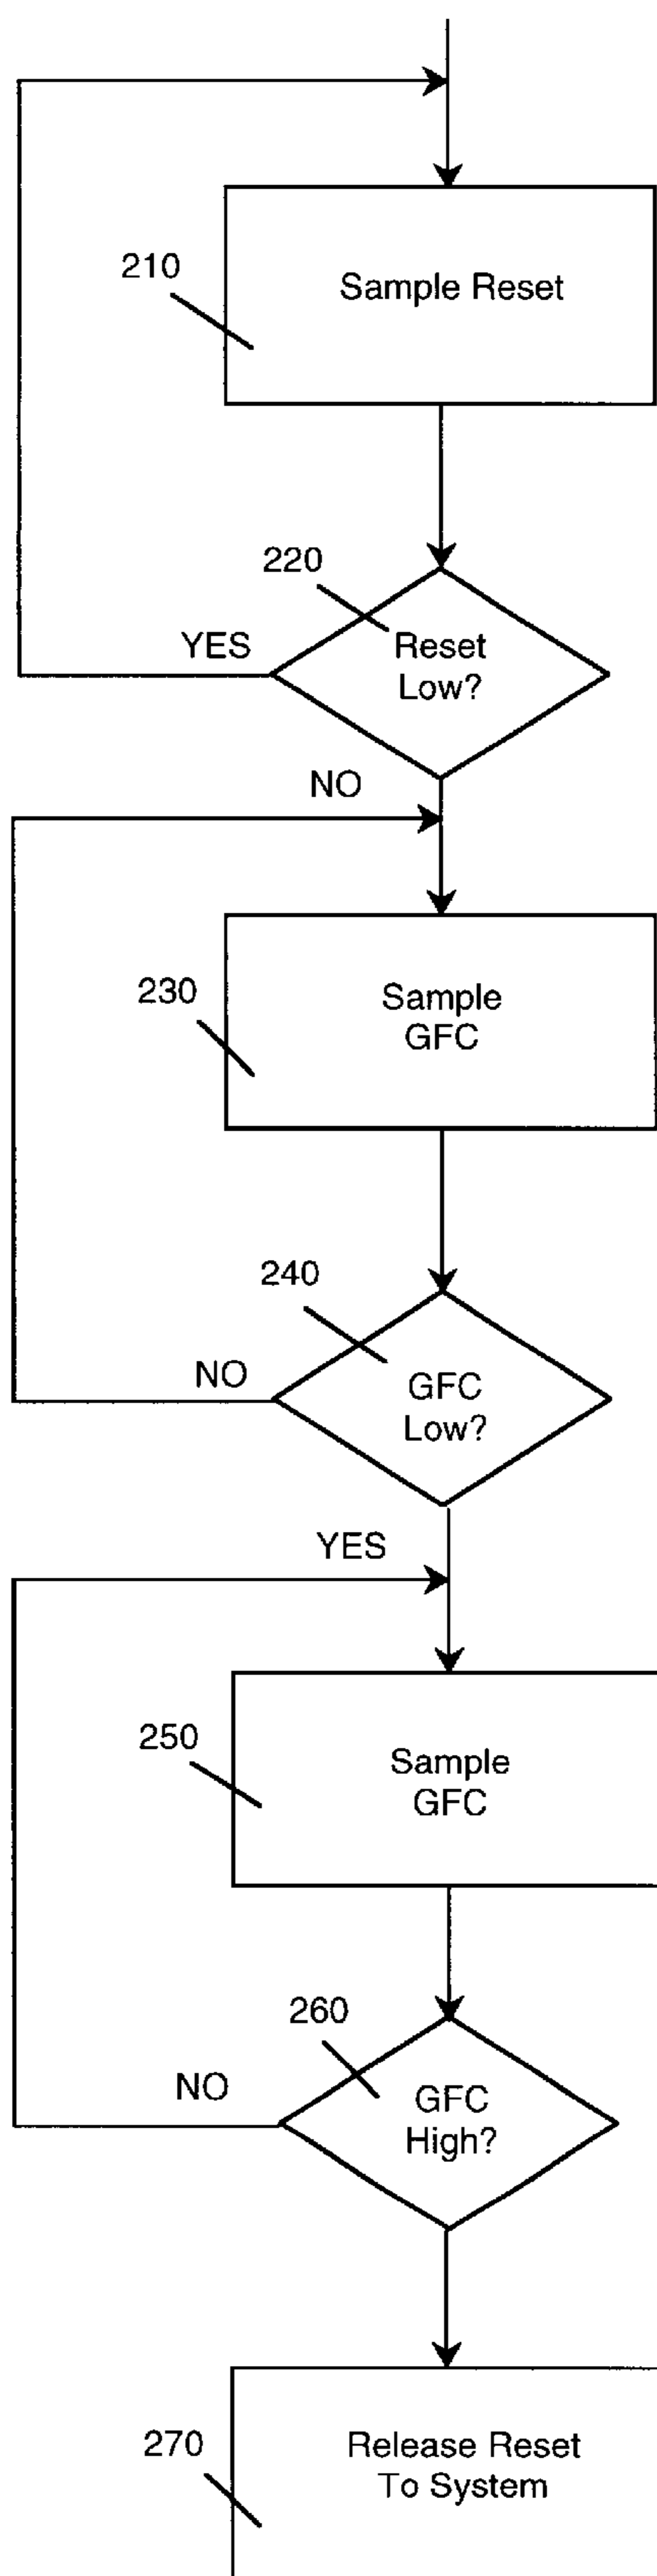 210
Sample Reset
220
Reset
Low?
YES
NO
230
Sample
GFC
240
GFC
Low?
NO
YES
250
Sample
GFC
260
GFC
High?
NO
270
Release Reset
To System